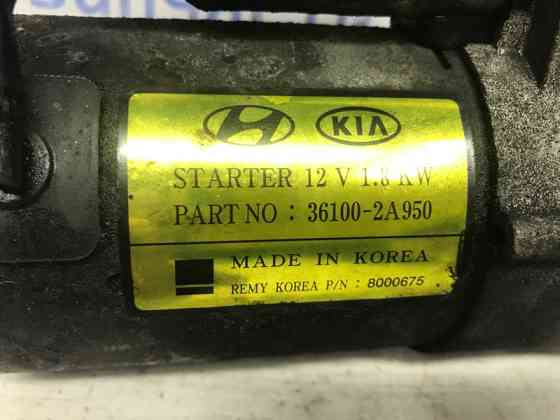 KIA
STARTER 12 V 1.8 KW
PART NO : 36100-2A950
MADE IN KOREA
REMY KOREA P/N : 8000675